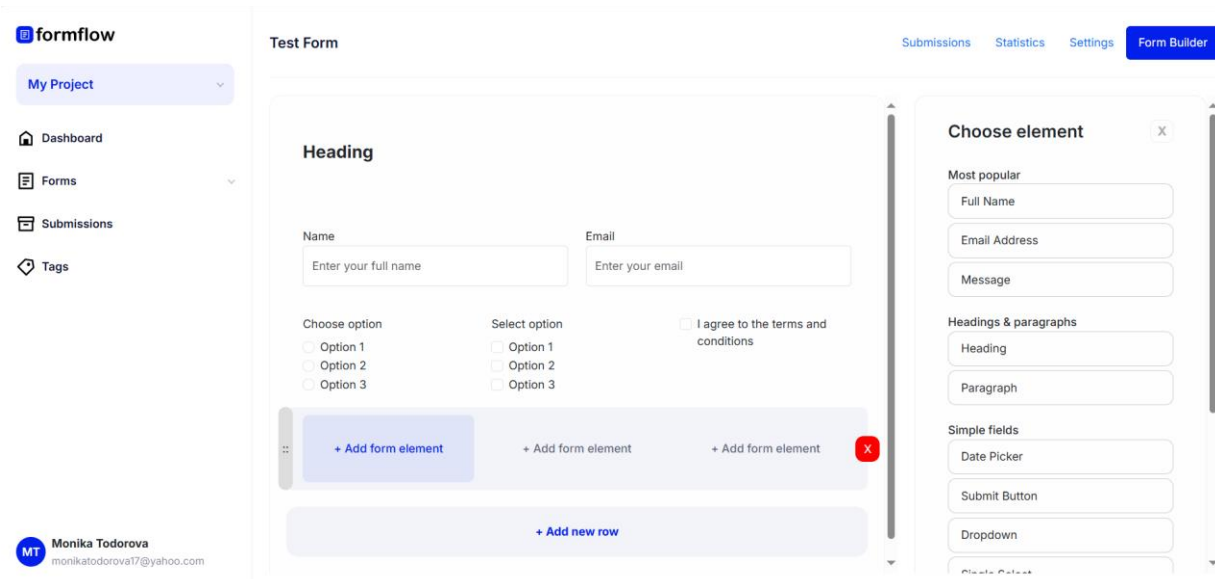 formflow
My Project
Dashboard
Forms
Submissions
Tags
MT
Monika Todorova
monikatodorova17@yahoo.com
Test Form
Submissions
Statistics
Settings
Form Builder
Heading
Name
Enter your full name
Email
Enter your email
Choose option
Option 1
Option 2
Option 3
Select option
Option 1
Option 2
Option 3
I agree to the terms and
conditions
+ Add form element
+ Add form element
+ Add form element
X
+ Add new row
Choose element
X
Most popular
Full Name
Email Address
Message
Headings & paragraphs
Heading
Paragraph
Simple fields
Date Picker
Submit Button
Dropdown
Single Select